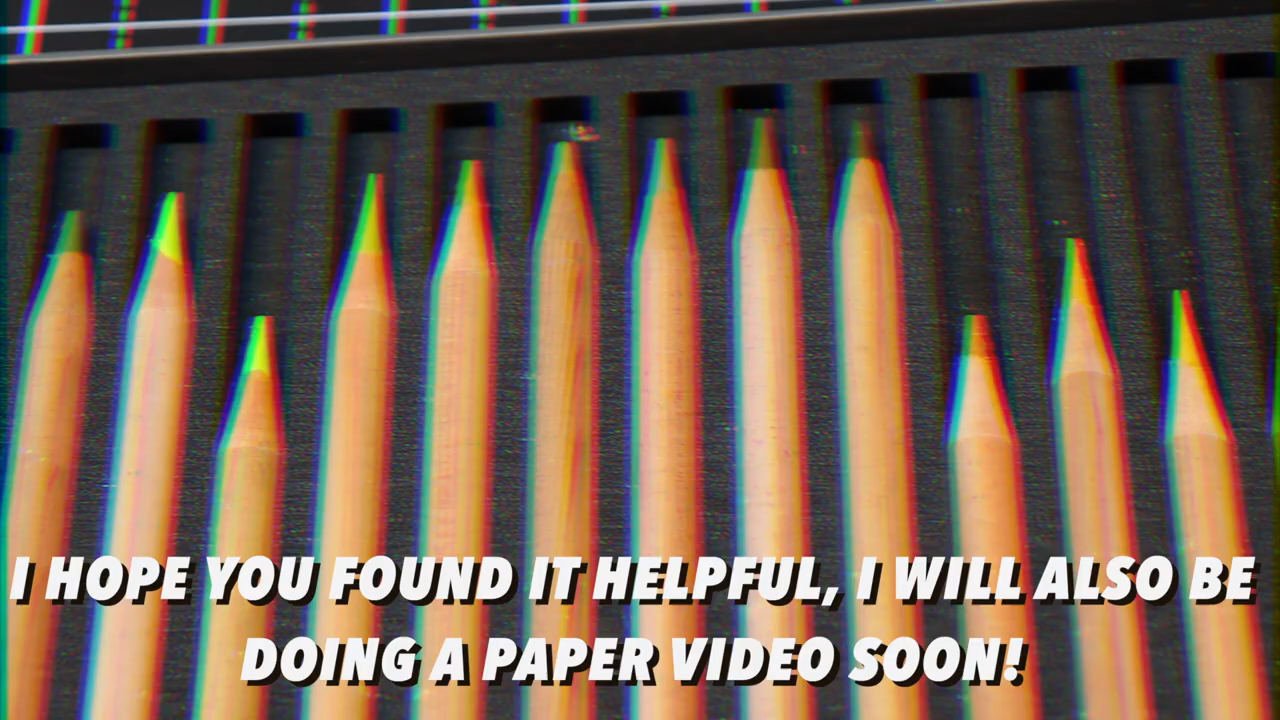 I HOPE YOU FOUND IT HELPFUL, I WILL ALSO BE
DOING A PAPER VIDEO SOON!